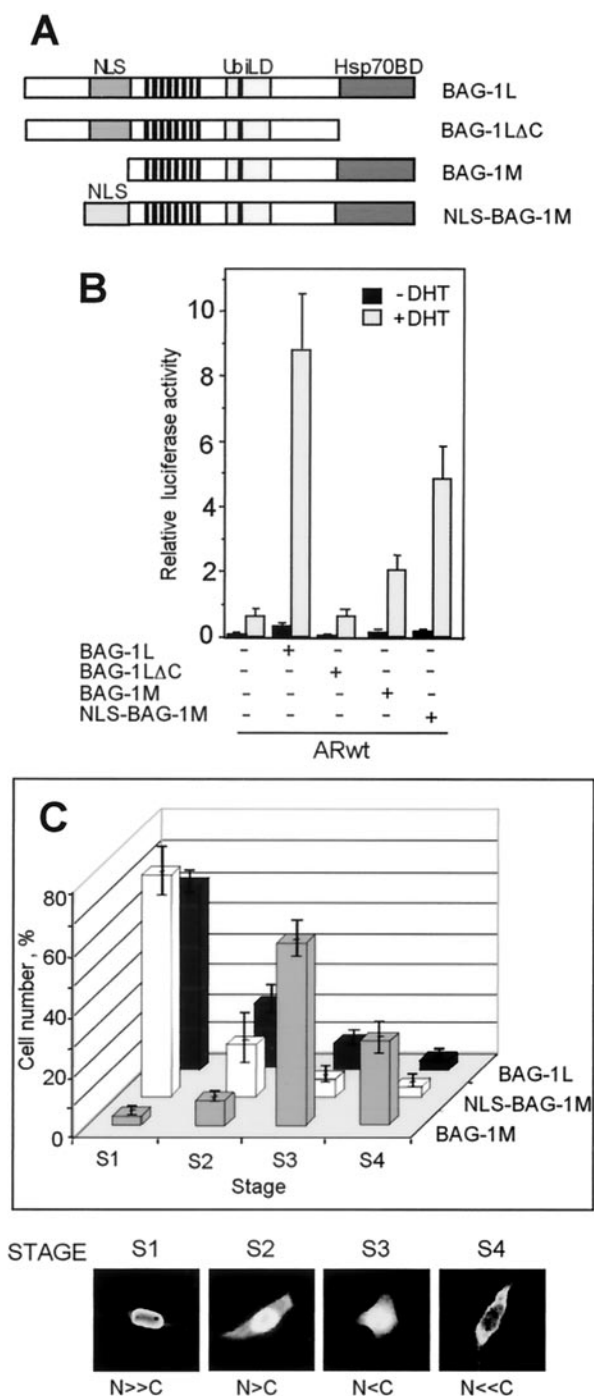 A
NLS UbiLD Hsp70BD
BAG-1L
BAG-1LΔC
BAG-1M
NLS
NLS-BAG-1M
B
-DHT
+DHT
Relative luciferase activity
10
8
6
4
2
0
BAG-1L - + - - -
BAG-1LΔC - - + - -
BAG-1M - - - + -
NLS-BAG-1M - - - - +
ARwt
C
Cell number, %
80
60
40
20
0
S1 S2 S3 S4
Stage
BAG-1L
NLS-BAG-1M
BAG-1M
STAGE S1 S2 S3 S4
N>>C N>C N<C N<<C